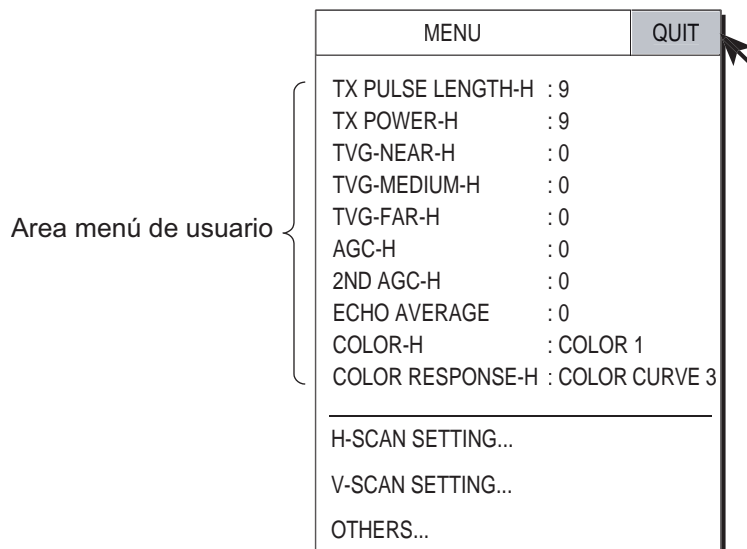 MENU QUIT
TX PULSE LENGTH-H : 9
TX POWER-H : 9
TVG-NEAR-H : 0
TVG-MEDIUM-H : 0
TVG-FAR-H : 0
Area menú de usuario
AGC-H : 0
2ND AGC-H : 0
ECHO AVERAGE : 0
COLOR-H : COLOR 1
COLOR RESPONSE-H : COLOR CURVE 3
H-SCAN SETTING...
V-SCAN SETTING...
OTHERS...